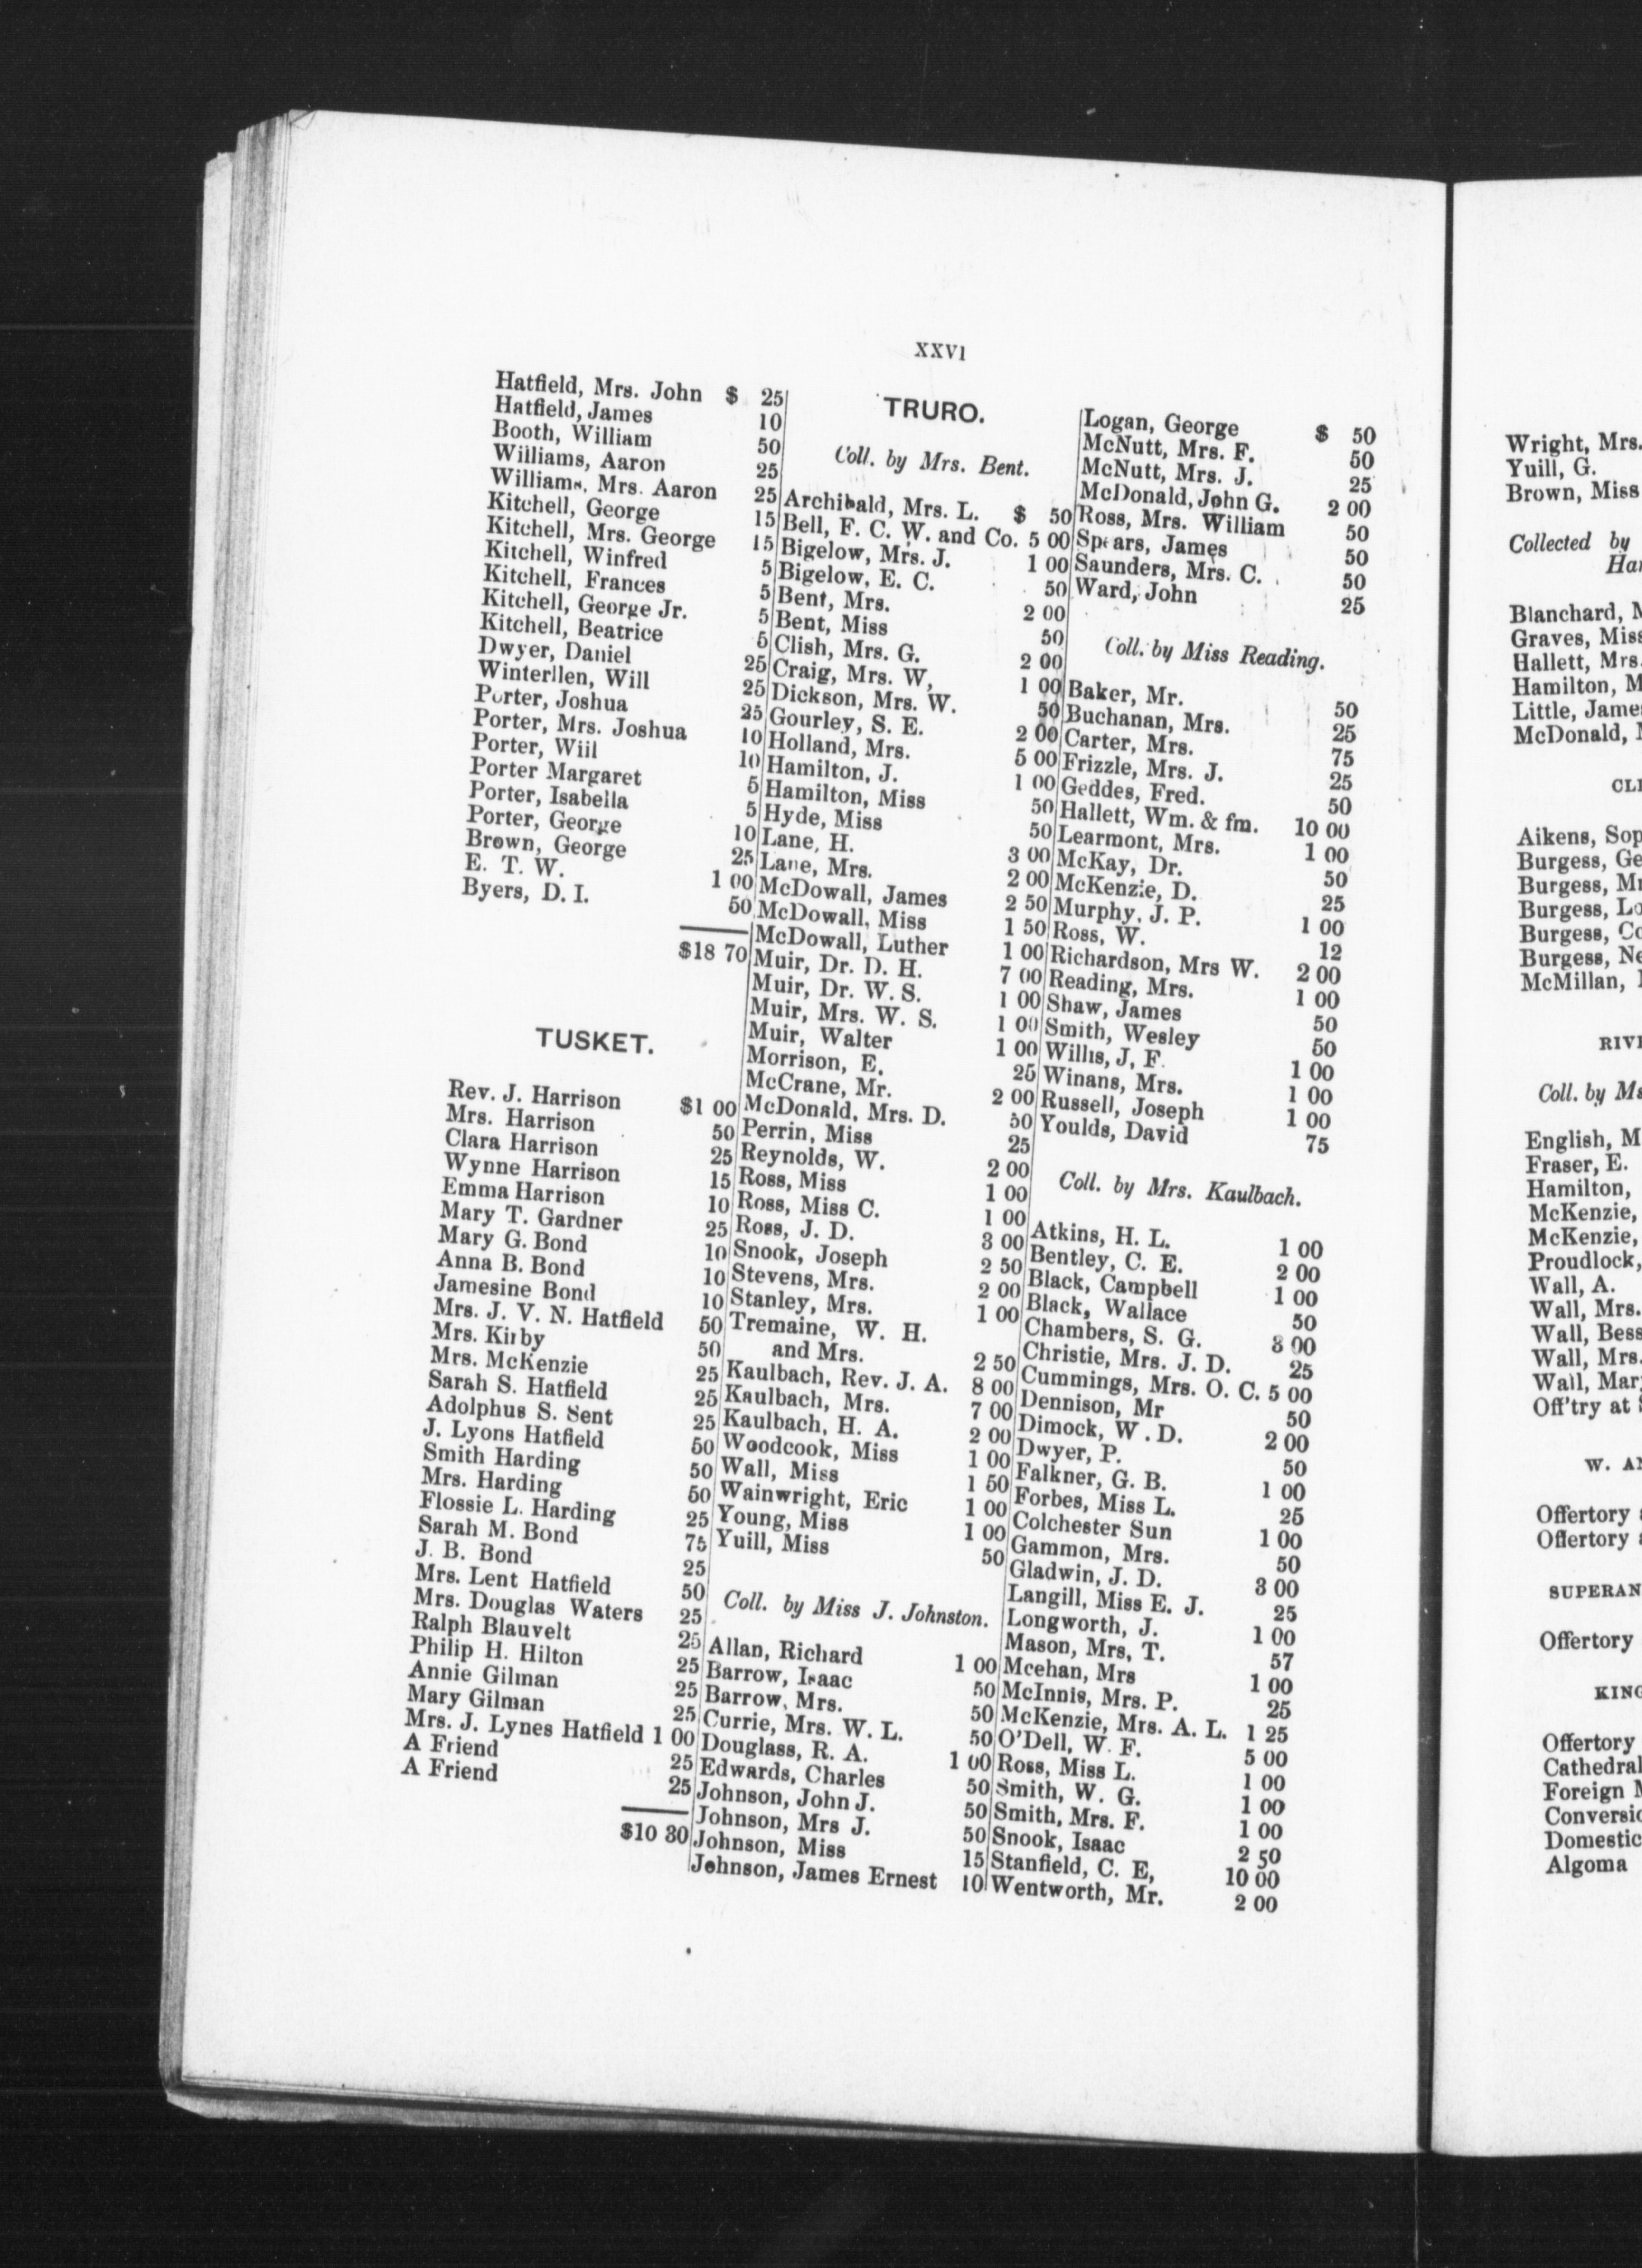 XXVI
Hatfield, Mrs. John $ 25
Hatfield, James 10
Booth, William 50
Williams, Aaron 25
Williams, Mrs. Aaron 25
Kitchell, George 15
Kitchell, Mrs. George 15
Kitchell, Winfred 5
Kitchell, Frances 5
Kitchell, George Jr. 5
Kitchell, Beatrice 5
Dwyer, Daniel 25
Winterllen, Will 25
Porter, Joshua 25
Porter, Mrs. Joshua 10
Porter, Will 10
Porter Margaret 5
Porter, Isabella 5
Porter, George 10
Brown, George 25
E. T. W. 1 00
Byers, D. I. 50
$18 70
TUSKET.
Rev. J. Harrison $1 00
Mrs. Harrison 50
Clara Harrison 25
Wynne Harrison 15
Emma Harrison 10
Mary T. Gardner 25
Mary G. Bond 10
Anna B. Bond 10
Jamesine Bond 10
Mrs. J. V. N. Hatfield 50
Mrs. Kirby 50
Mrs. McKenzie 25
Sarah S. Hatfield 25
Adolphus S. Sent 25
J. Lyons Hatfield 50
Smith Harding 50
Mrs. Harding 50
Flossie L. Harding 25
Sarah M. Bond 75
J. B. Bond 25
Mrs. Lent Hatfield 50
Mrs. Douglas Waters 25
Ralph Blauvelt 25
Philip H. Hilton 25
Annie Gilman 25
Mary Gilman 25
Mrs. J. Lynes Hatfield 1 00
A Friend 25
A Friend 25
$10 30
TRURO.
Coll. by Mrs. Bent.
Archibald, Mrs. L. $ 50
Bell, F. C. W. and Co. 5 00
Bigelow, Mrs. J. 1 00
Bigelow, E. C. 50
Bent, Mrs. 2 00
Bent, Miss 50
Clish, Mrs. G. 2 00
Craig, Mrs. W, 1 00
Dickson, Mrs. W. 50
Gourley, S. E. 2 00
Holland, Mrs. 5 00
Hamilton, J. 1 00
Hamilton, Miss 50
Hyde, Miss 50
Lane, H. 3 00
Lane, Mrs. 2 00
McDowall, James 2 50
McDowall, Miss 1 50
McDowall, Luther 1 00
Muir, Dr. D. H. 7 00
Muir, Dr. W. S. 1 00
Muir, Mrs. W. S. 1 00
Muir, Walter 1 00
Morrison, E. 25
McCrane, Mr. 2 00
McDonald, Mrs. D. 50
Perrin, Miss 25
Reynolds, W. 2 00
Ross, Miss 1 00
Ross, Miss C. 1 00
Ross, J. D. 3 00
Snook, Joseph 2 50
Stevens, Mrs. 2 00
Stanley, Mrs. 1 00
Tremaine, W. H.
and Mrs. 2 50
Kaulbach, Rev. J. A. 8 00
Kaulbach, Mrs. 7 00
Kaulbach, H. A. 2 00
Woodcook, Miss 1 00
Wall, Miss 1 50
Wainwright, Eric 1 00
Young, Miss 1 00
Yuill, Miss 50
Coll. by Miss J. Johnston.
Allan, Richard 1 00
Barrow, Isaac 50
Barrow, Mrs. 50
Currie, Mrs. W. L. 50
Douglass, R. A. 1 00
Edwards, Charles 50
Johnson, John J. 50
Johnson, Mrs J. 50
Johnson, Miss 15
Johnson, James Ernest 10
Logan, George $ 50
McNutt, Mrs. F. 50
McNutt, Mrs. J. 25
McDonald, John G. 2 00
Ross, Mrs. William 50
Spears, James 50
Saunders, Mrs. C. 50
Ward, John 25
Coll. by Miss Reading.
Baker, Mr. 50
Buchanan, Mrs. 25
Carter, Mrs. 75
Frizzle, Mrs. J. 25
Geddes, Fred. 50
Hallett, Wm. & fm. 10 00
Learmont, Mrs. 1 00
McKay, Dr. 50
McKenzie, D. 25
Murphy, J. P. 1 00
Ross, W. 12
Richardson, Mrs W. 2 00
Reading, Mrs. 1 00
Shaw, James 50
Smith, Wesley 50
Willis, J, F. 1 00
Winans, Mrs. 1 00
Russell, Joseph 1 00
Youlds, David 75
Coll. by Mrs. Kaulbach.
Atkins, H. L. 1 00
Bentley, C. E. 2 00
Black, Campbell 1 00
Black, Wallace 50
Chambers, S. G. 3 00
Christie, Mrs. J. D. 25
Cummings, Mrs. O. C. 5 00
Dennison, Mr 50
Dimock, W. D. 2 00
Dwyer, P. 50
Falkner, G. B. 1 00
Forbes, Miss L. 25
Colchester Sun 1 00
Gammon, Mrs. 50
Gladwin, J. D. 3 00
Langill, Miss E. J. 25
Longworth, J. 1 00
Mason, Mrs, T. 57
Meehan, Mrs 1 00
McInnis, Mrs. P. 25
McKenzie, Mrs. A. L. 1 25
O'Dell, W. F. 5 00
Ross, Miss L. 1 00
Smith, W. G. 1 00
Smith, Mrs. F. 1 00
Snook, Isaac 2 50
Stanfield, C. E, 10 00
Wentworth, Mr. 2 00
Wright, Mrs.
Yuill, G.
Brown, Miss
Collected by
Blanchard,
Graves, Miss
Hallett, Mrs.
Hamilton,
Little, James
McDonald,
Aikens,
Burgess,
Burgess,
Burgess,
Burgess,
Burgess,
McMillan,
Coll. by
English,
Fraser, E.
Hamilton,
McKenzie,
McKenzie,
Proudlock,
Wall, A.
Wall, Mrs.
Wall,
Wall, Mrs.
Wall,
Off'try at
Offertory
Offertory
Offertory
Offertory
Cathedral
Foreign
Domestic
Algoma